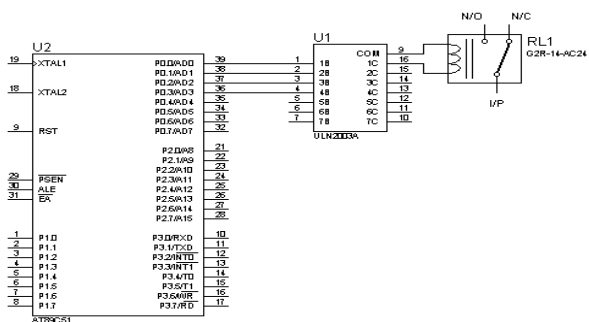 N/O N/C
U1
RL1
G2R-14-AC24
I/P
COM 9
1 1B 1C 16
2 2B 2C 15
3 3B 3C 14
4 4B 4C 13
5 5B 5C 12
6 6B 6C 11
7 7B 7C 10
ULN2003A
U2
19 XTAL1 P0.0/AD0 39
P0.1/AD1 38
P0.2/AD2 37
18 XTAL2 P0.3/AD3 36
P0.4/AD4 35
P0.5/AD5 34
P0.6/AD6 33
9 RST P0.7/AD7 32
P2.0/A8 21
P2.1/A9 22
P2.2/A10 23
29 PSEN P2.3/A11 24
30 ALE P2.4/A12 25
31 EA P2.5/A13 26
P2.6/A14 27
P2.7/A15 28
1 P1.0 P3.0/RXD 10
2 P1.1 P3.1/TXD 11
3 P1.2 P3.2/INT0 12
4 P1.3 P3.3/INT1 13
5 P1.4 P3.4/T0 14
6 P1.5 P3.5/T1 15
7 P1.6 P3.6/WR 16
8 P1.7 P3.7/RD 17
AT89C51